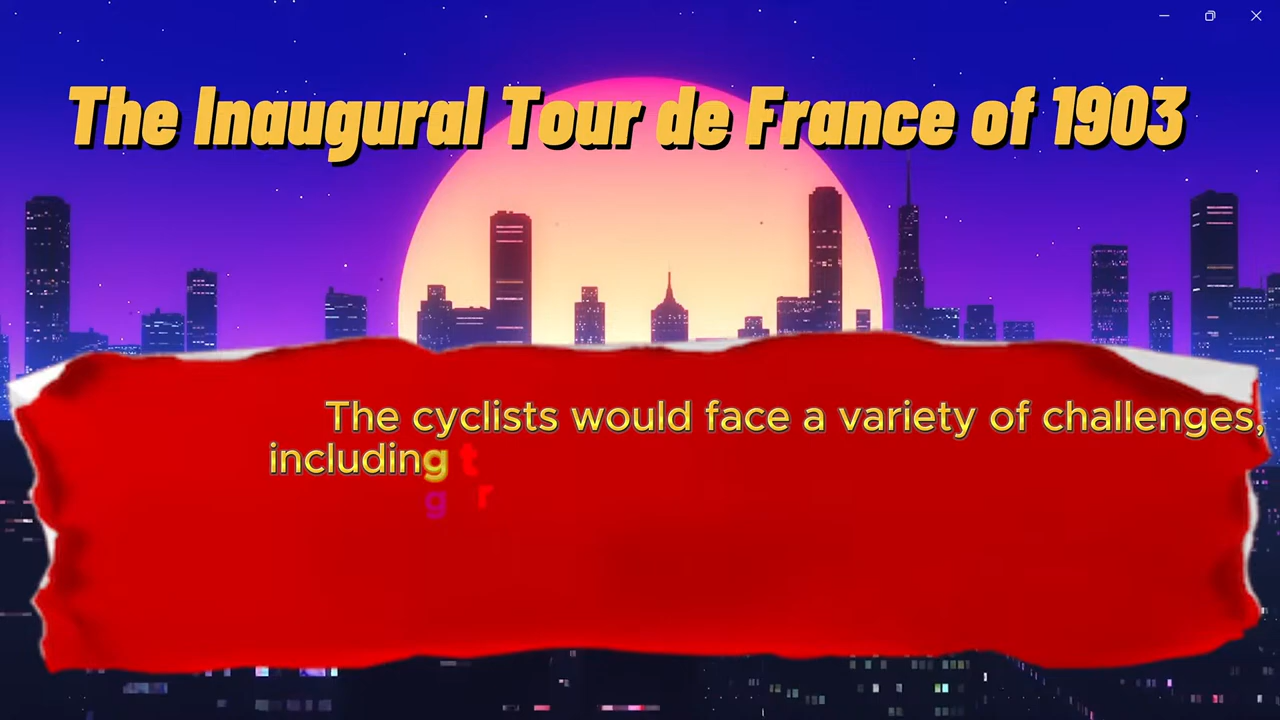 The Inaugural Tour de France of 1903
The cyclists would face a variety of challenges,
including t
g r